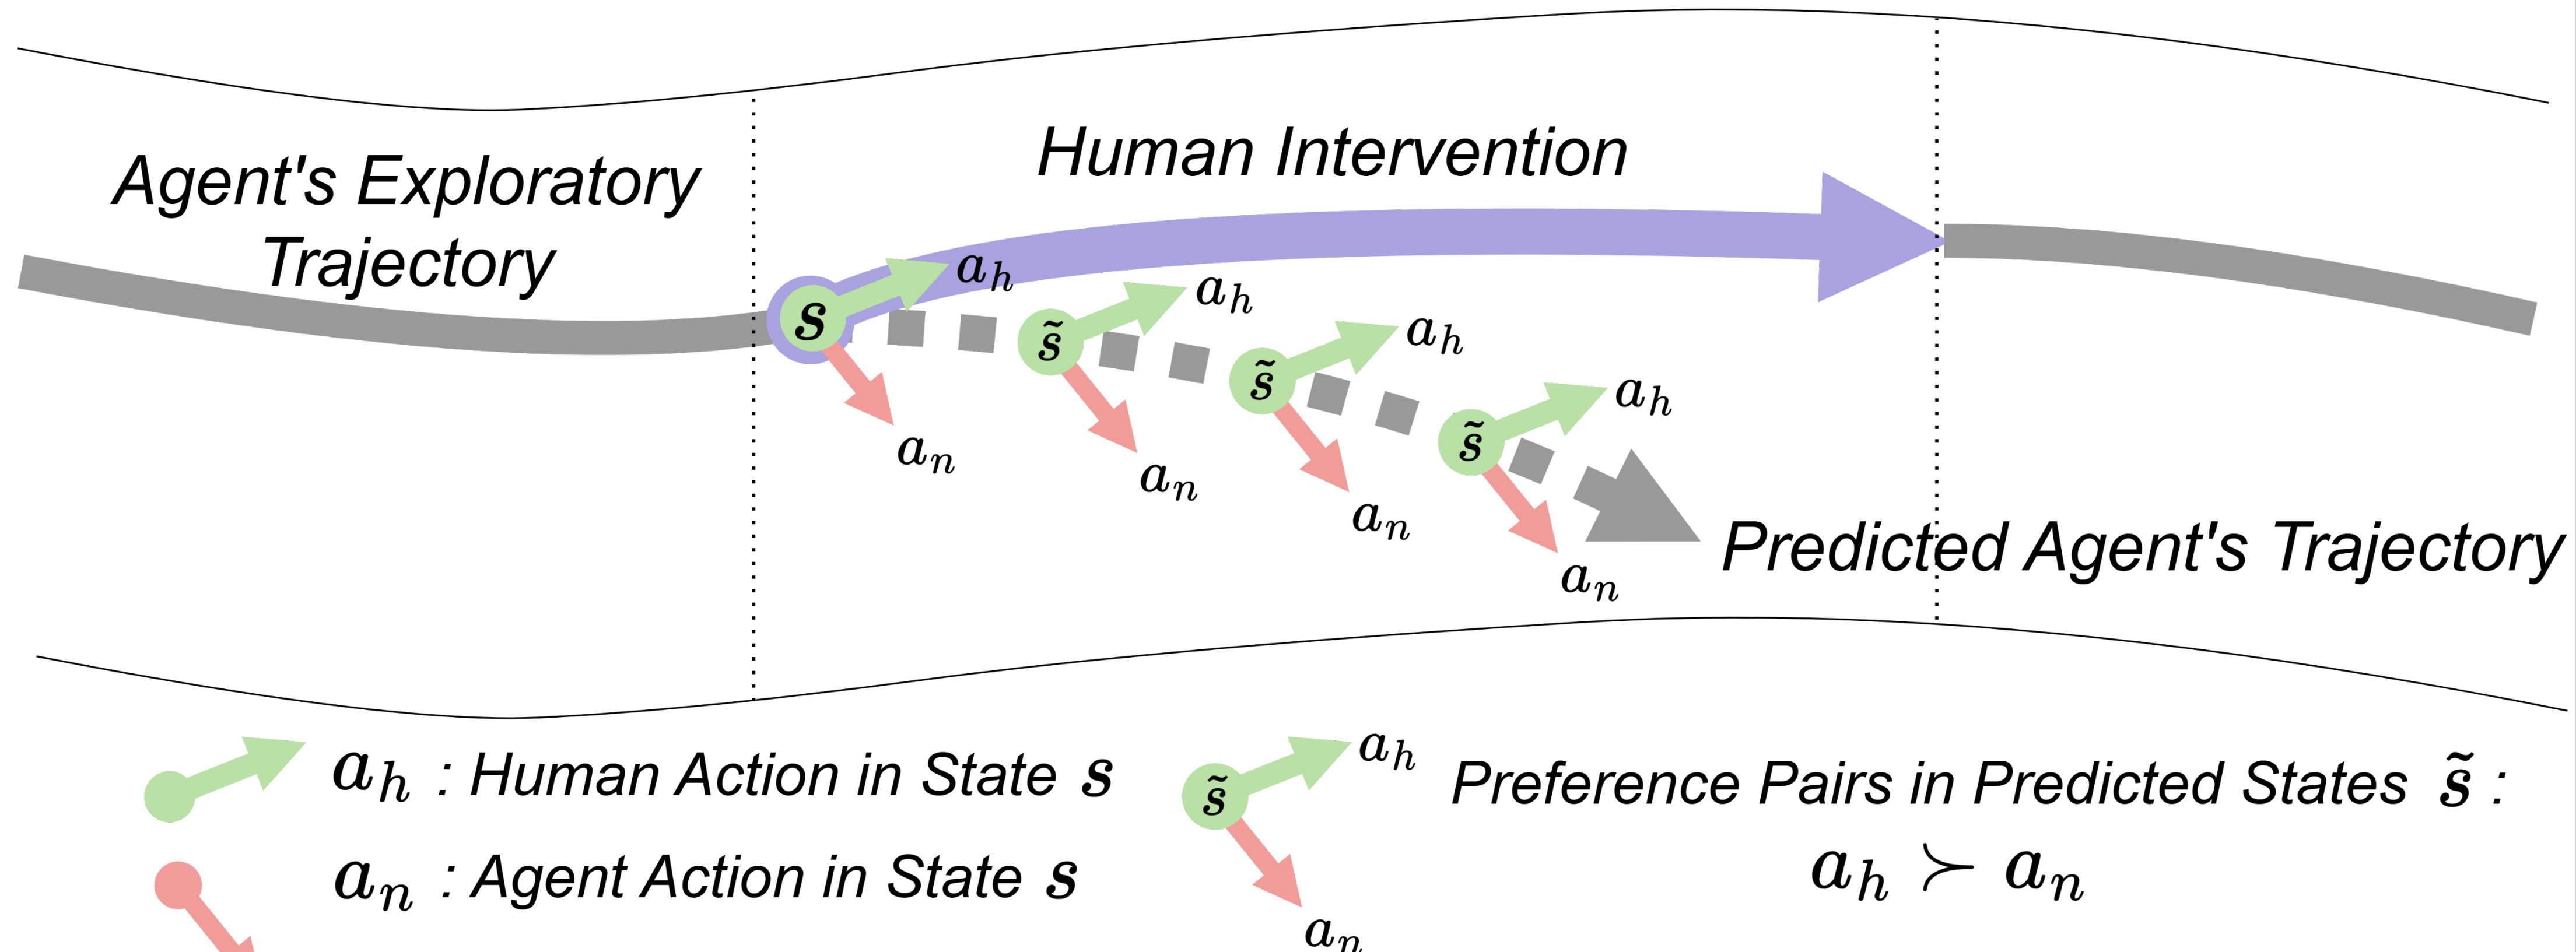 Agent's Exploratory
Trajectory
Human Intervention
s a_h
a_n
s̃ a_h
a_n
s̃ a_h
a_n
s̃ a_h
a_n
Predicted Agent's Trajectory
a_h : Human Action in State s
a_n : Agent Action in State s
s̃ a_h
a_n
Preference Pairs in Predicted States s̃ :
a_h ≻ a_n